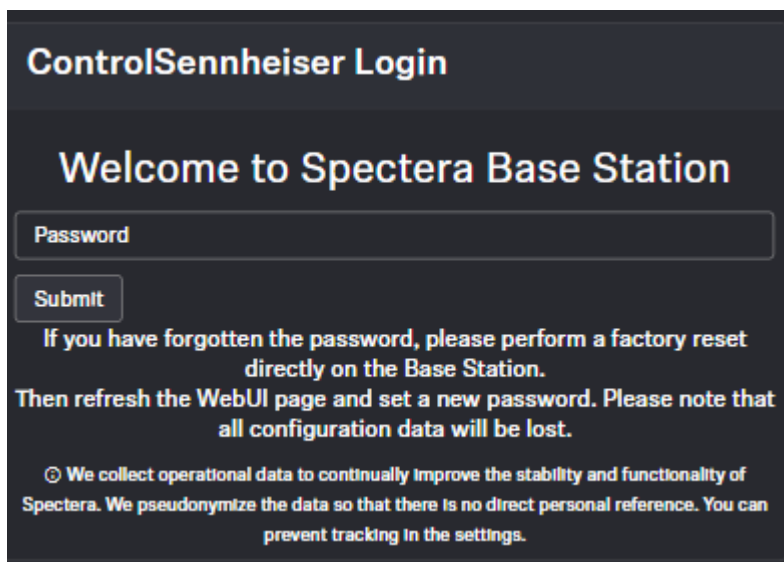 ControlSennheiser Login
Welcome to Spectera Base Station
Password
Submit
If you have forgotten the password, please perform a factory reset
directly on the Base Station.
Then refresh the WebUI page and set a new password. Please note that
all configuration data will be lost.
ⓘ We collect operational data to continually improve the stability and functionality of
Spectera. We pseudonymize the data so that there is no direct personal reference. You can
prevent tracking in the settings.